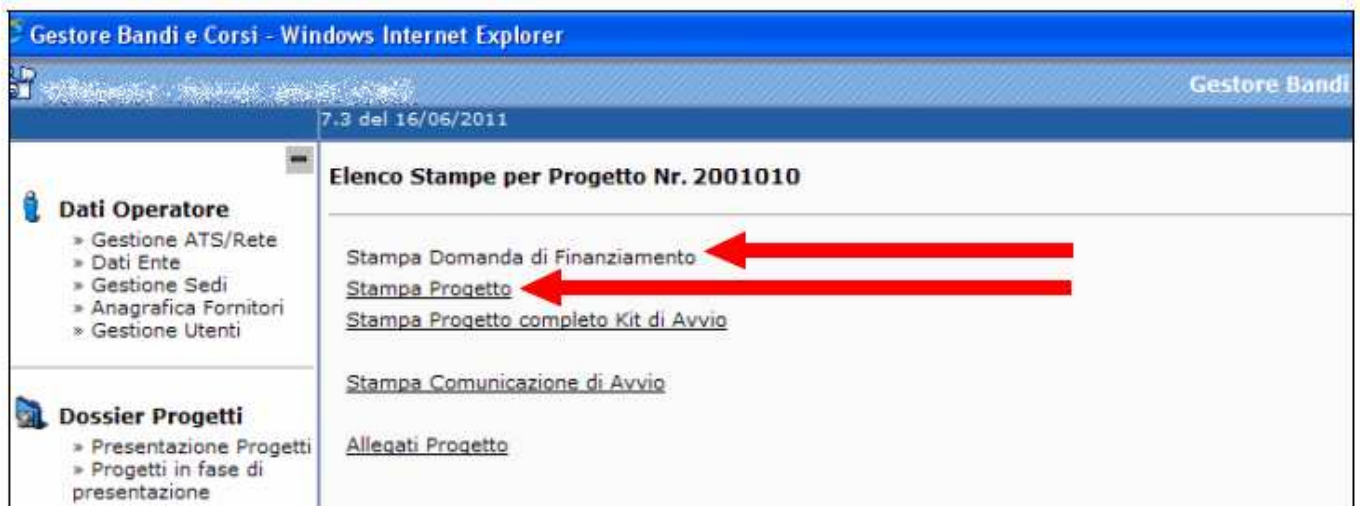 Gestore Bandi e Corsi - Windows Internet Explorer
Gestore Bandi
7.3 del 16/06/2011
Elenco Stampe per Progetto Nr. 2001010
Dati Operatore
» Gestione ATS/Rete
» Dati Ente
» Gestione Sedi
» Anagrafica Fornitori
» Gestione Utenti
Dossier Progetti
» Presentazione Progetti
» Progetti in fase di
presentazione
Stampa Domanda di Finanziamento
Stampa Progetto
Stampa Progetto completo Kit di Avvio
Stampa Comunicazione di Avvio
Allegati Progetto